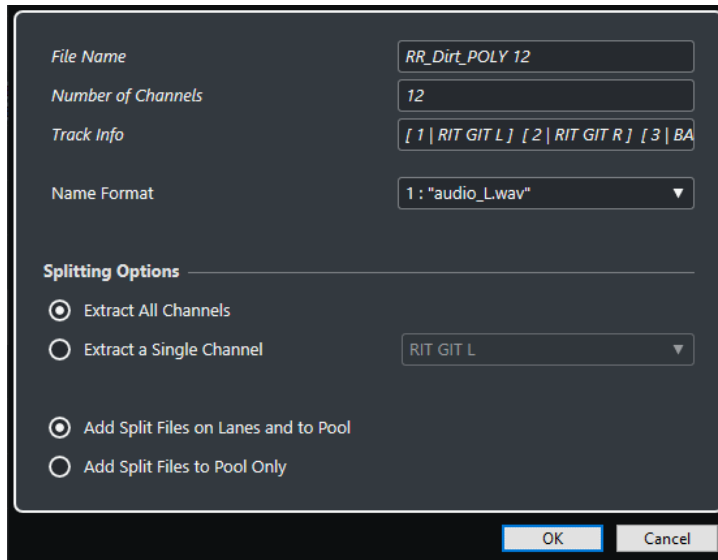 File Name RR_Dirt_POLY 12
Number of Channels 12
Track Info [ 1 | RIT GIT L ] [ 2 | RIT GIT R ] [ 3 | BA
Name Format 1 : "audio_L.wav"
Splitting Options
Extract All Channels
Extract a Single Channel RIT GIT L
Add Split Files on Lanes and to Pool
Add Split Files to Pool Only
OK Cancel